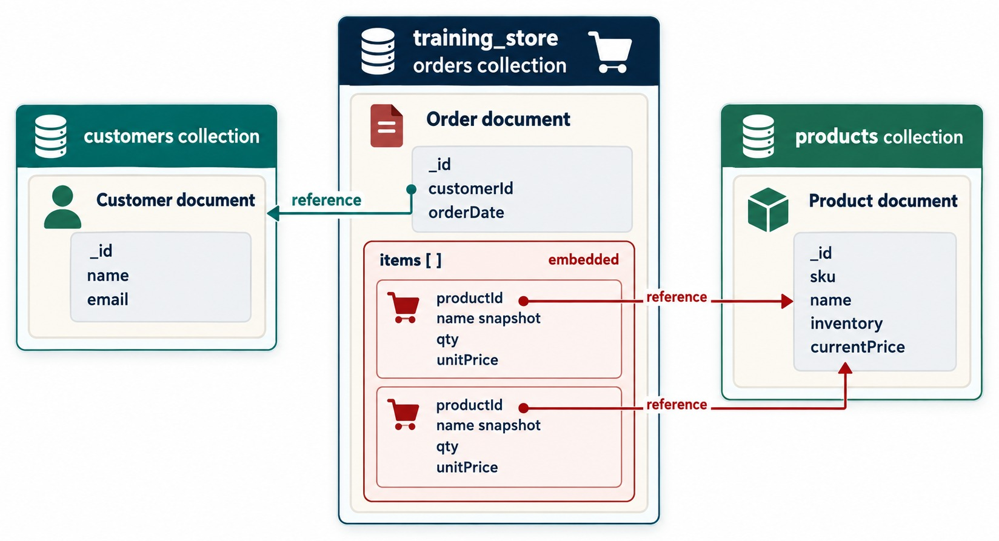 training_store
orders collection
customers collection
Customer document
_id
name
email
reference
Order document
_id
customerId
orderDate
items [ ]
embedded
productId
name snapshot
qty
unitPrice
reference
productId
name snapshot
qty
unitPrice
reference
products collection
Product document
_id
sku
name
inventory
currentPrice